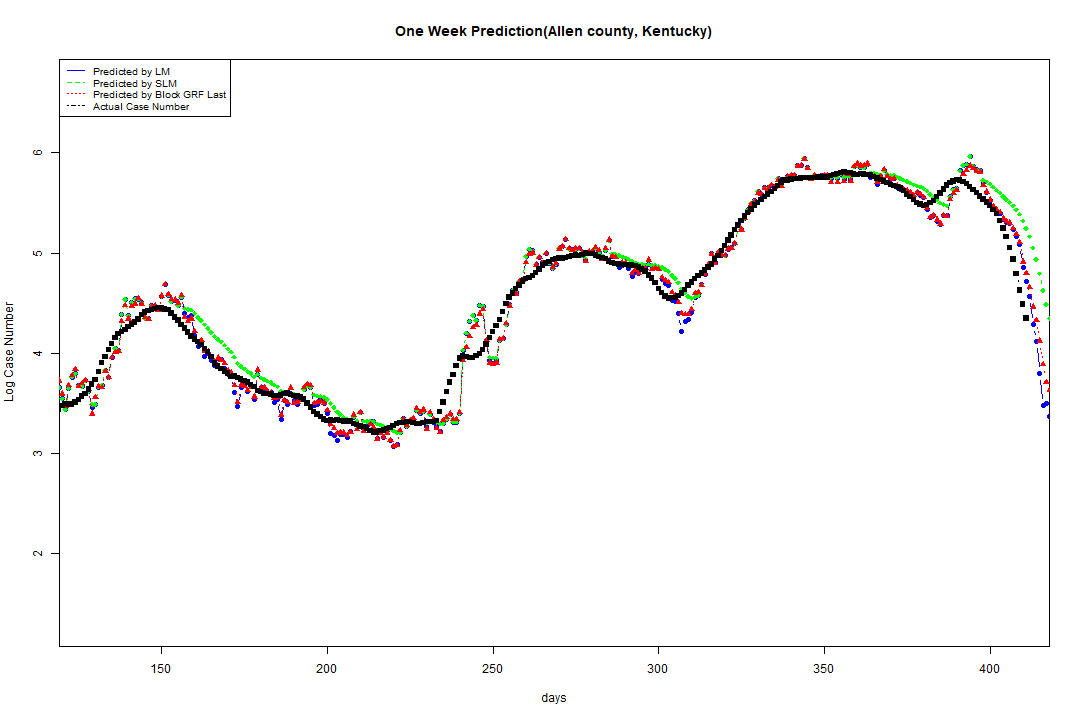 One Week Prediction(Allen county, Kentucky)
Predicted by LM
Predicted by SLM
Predicted by Block GRF Last
Actual Case Number
6
5
4
3
2
Log Case Number
150 200 250 300 350 400
days